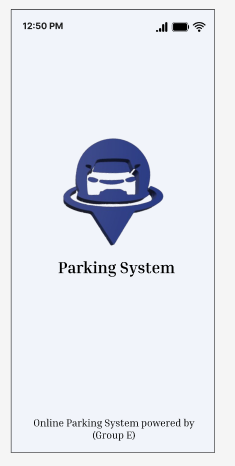 12:50 PM
Parking System
Online Parking System powered by
(Group E)